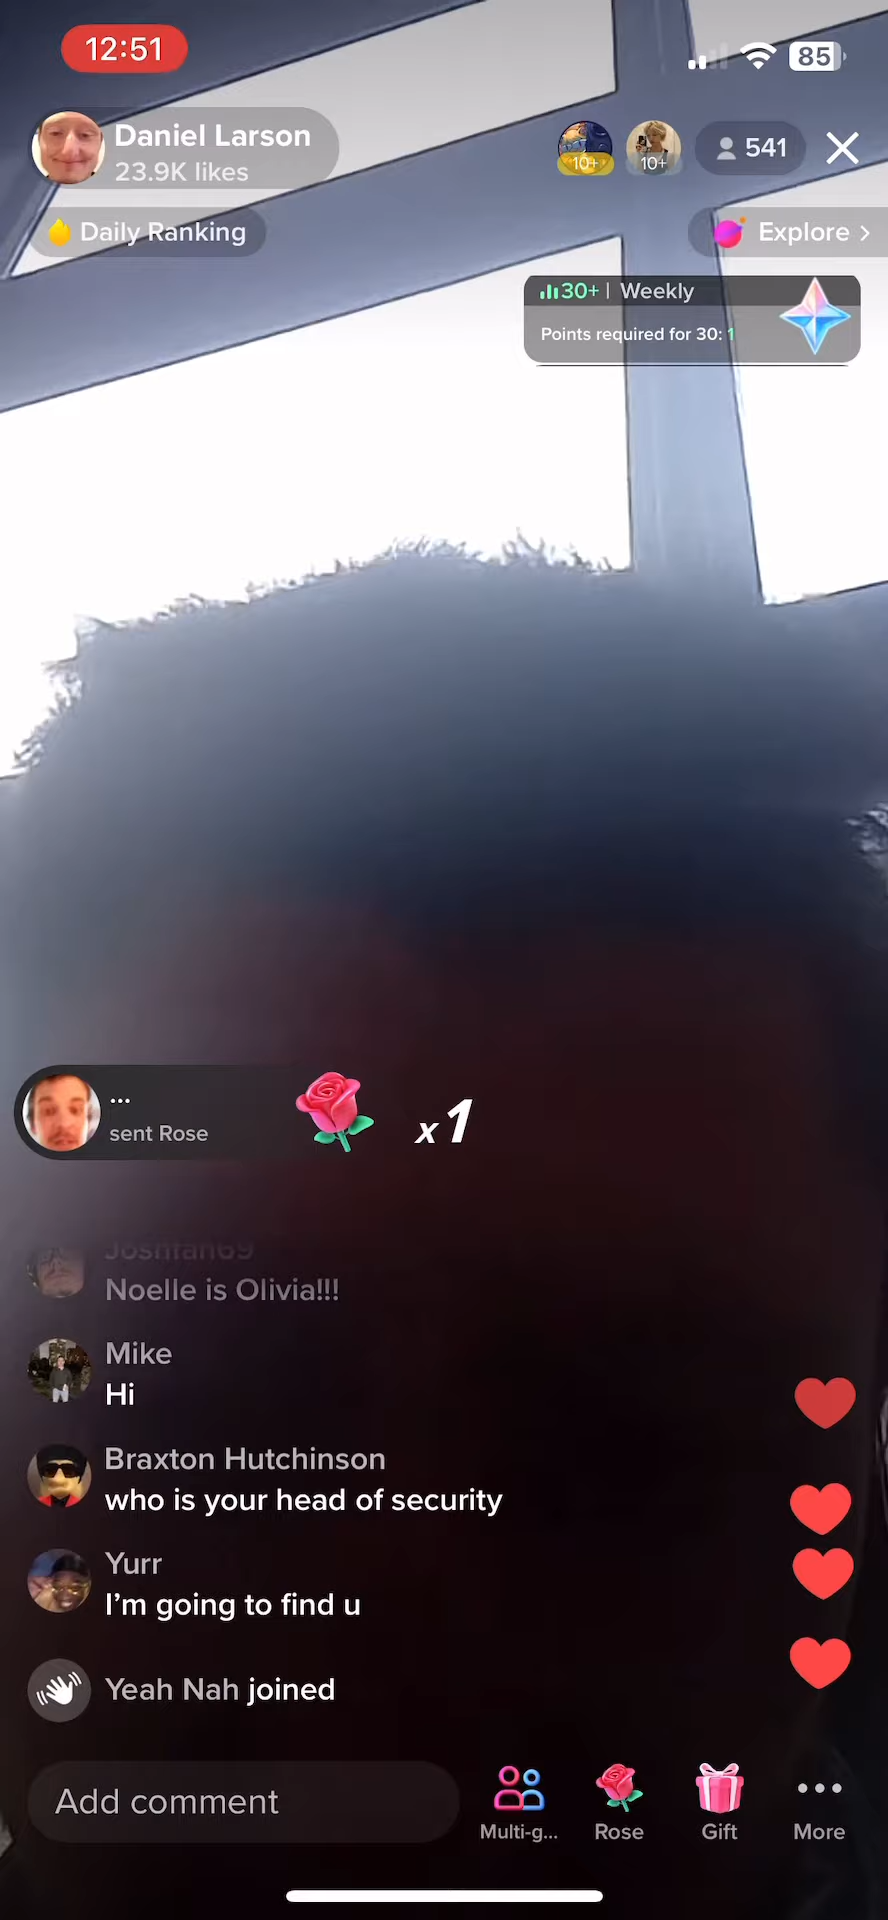 12:51
85
Daniel Larson
23.9K likes
10+
10+
541
Daily Ranking
Explore >
30+ | Weekly
Points required for 30: 1
...
sent Rose
x1
Joshfan69
Noelle is Olivia!!!
Mike
Hi
Braxton Hutchinson
who is your head of security
Yurr
I'm going to find u
Yeah Nah joined
Add comment
Multi-g...
Rose
Gift
More